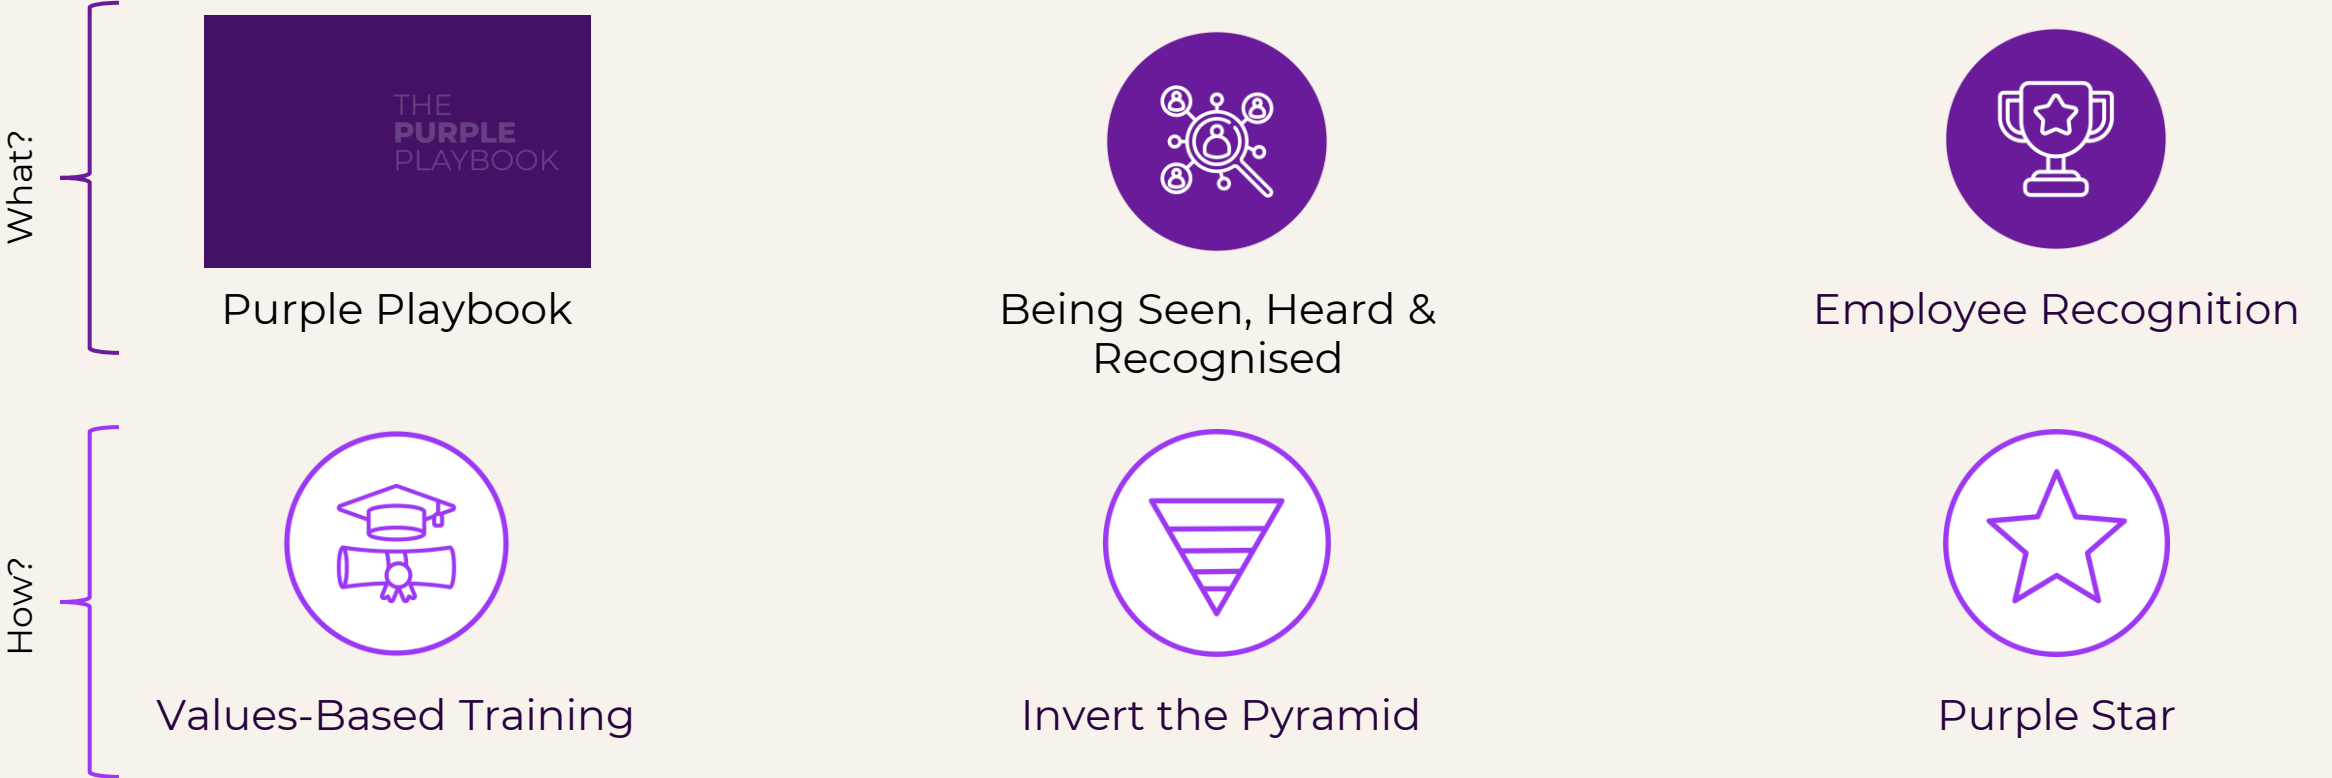 What?
THE
PURPLE
PLAYBOOK
Purple Playbook
Being Seen, Heard &
Recognised
Employee Recognition
How?
Values-Based Training
Invert the Pyramid
Purple Star